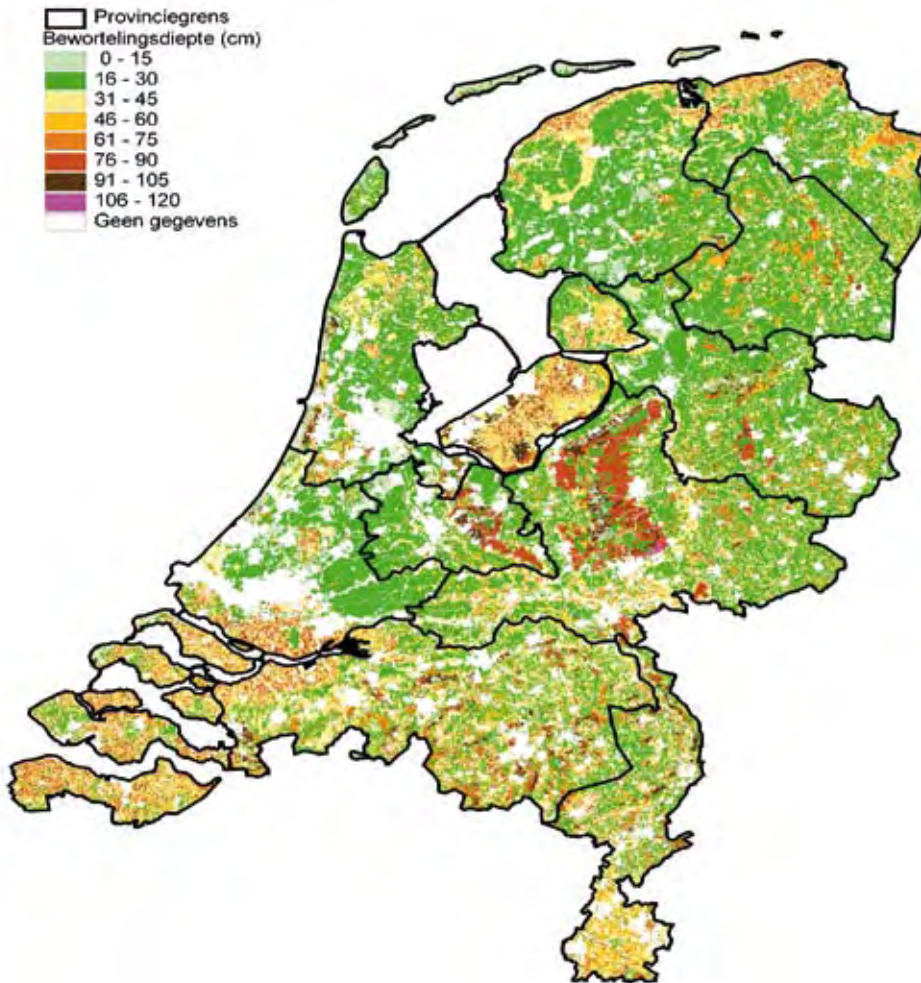 Provinciegrens
Bewortelingsdiepte (cm)
0 - 15
16 - 30
31 - 45
46 - 60
61 - 75
76 - 90
91 - 105
106 - 120
Geen gegevens